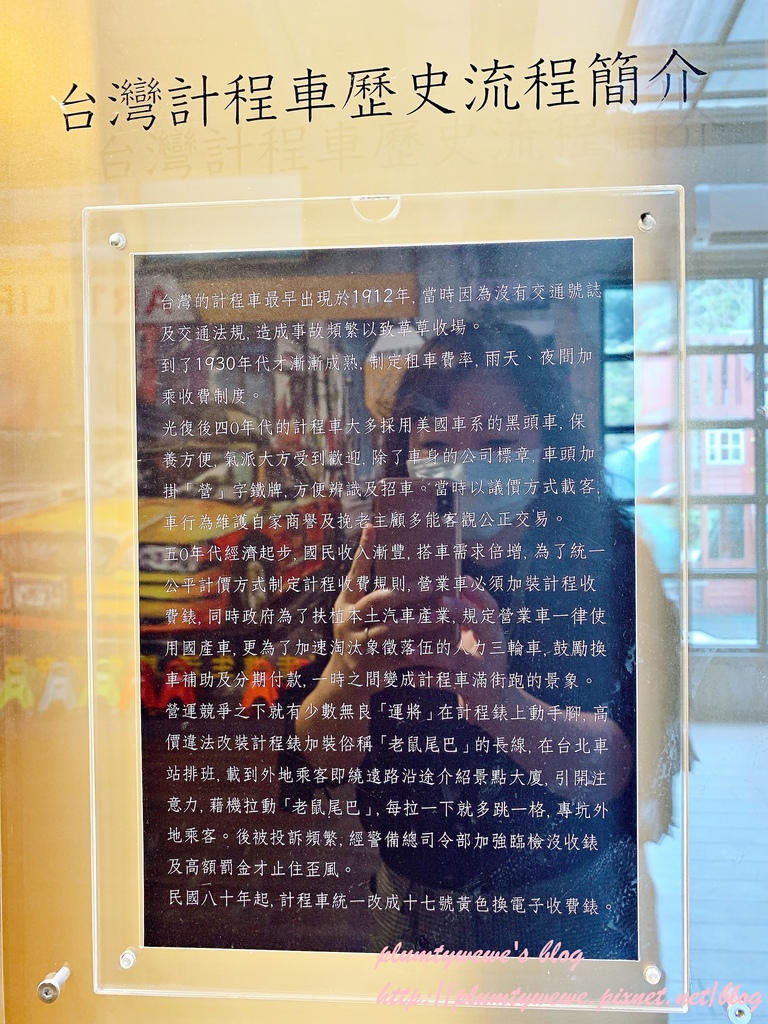 台灣計程車歷史流程簡介
台灣的計程車最早出現於1912年, 當時因為沒有交通號誌
及交通法規, 造成事故頻繁以致草草收場。
到了1930年代才漸漸成熟, 制定租車費率, 雨天、夜間加
乘收費制度。
光復後四0年代的計程車大多採用美國車系的黑頭車, 保
養方便, 氣派大方受到歡迎. 除了車身的公司標章, 車頭加
掛「營」字鐵牌, 方便辨識及招車。當時以議價方式載客,
車行為維護自家商譽及挽老主顧多能客觀公正交易。
五0年代經濟起步, 國民收入漸豐, 搭車需求倍增, 為了統一
公平計價方式制定計程收費規則, 營業車必須加裝計程收
費錶, 同時政府為了扶植本土汽車產業, 規定營業車一律使
用國產車, 更為了加速淘汰象徵落伍的人力三輪車, 鼓勵換
車補助及分期付款, 一時之間變成計程車滿街跑的景象。
營運競爭之下就有少數無良「運將」在計程錶上動手腳, 高
價違法改裝計程錶加裝俗稱「老鼠尾巴」的長線, 在台北車
站排班, 載到外地乘客即繞遠路沿途介紹景點大廈, 引開注
意力, 藉機拉動「老鼠尾巴」, 每拉一下就多跳一格, 專坑外
地乘客。後被投訴頻繁, 經警備總司令部加強臨檢沒收錶
及高額罰金才止住歪風。
民國八十年起, 計程車統一改成十七號黃色換電子收費錶。
plumtywewe's blog
http://plumtywewe.pixnet.net/blog